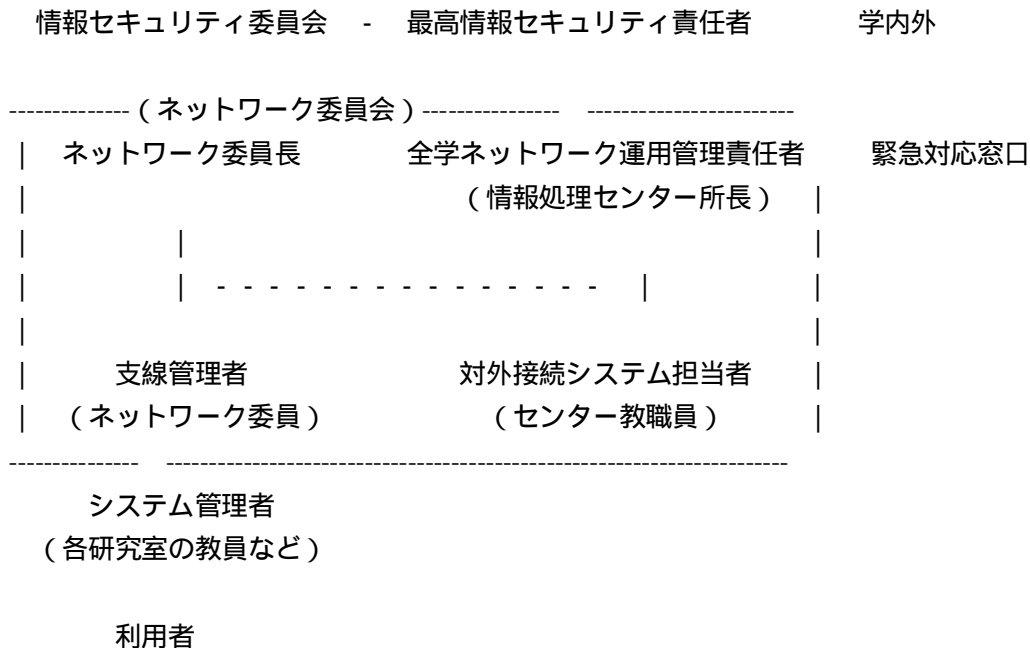 情報セキュリティ委員会 - 最高情報セキュリティ責任者 学内外
--------------(ネットワーク委員会)---------------- ------------------------
| ネットワーク委員長 全学ネットワーク運用管理責任者 緊急対応窓口
| (情報処理センター所長) |
| | |
| | - - - - - - - - - - - - - - - | |
| |
| 支線管理者 対外接続システム担当者 |
| (ネットワーク委員) (センター教職員) |
--------------- ------------------------------------------------------------------------
システム管理者
(各研究室の教員など)
利用者